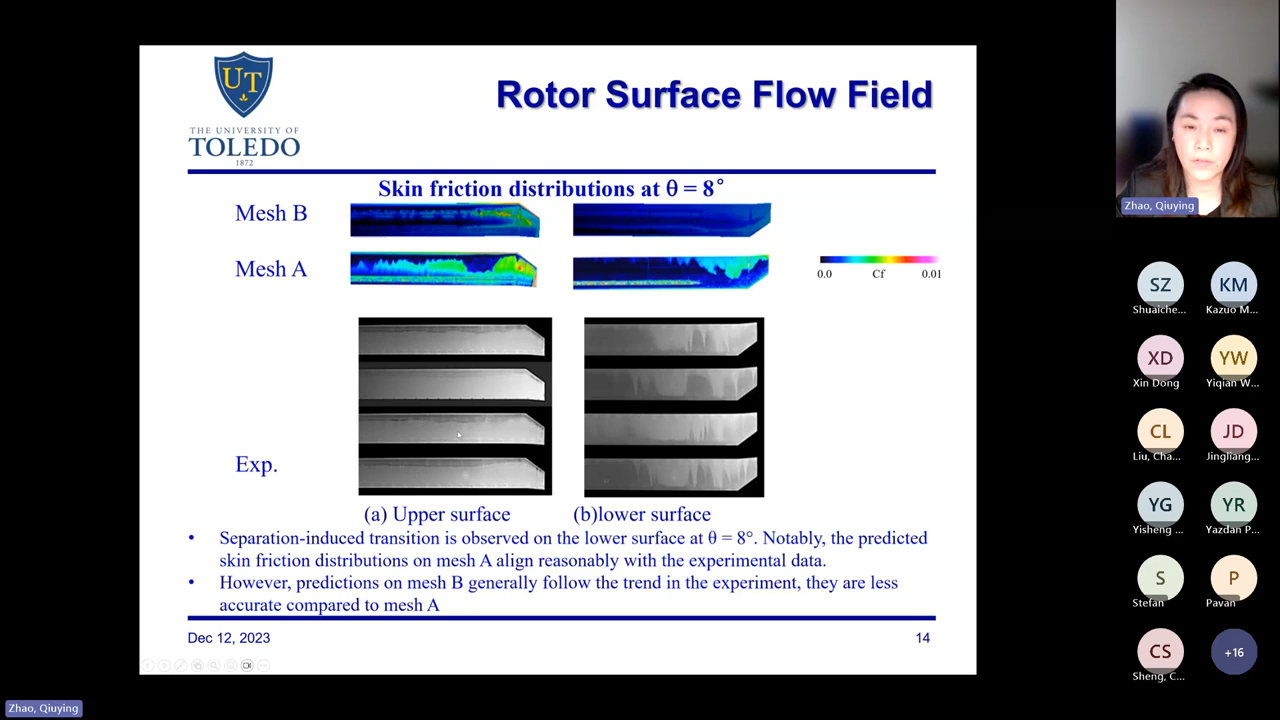 UT
THE UNIVERSITY OF
TOLEDO
1872
Rotor Surface Flow Field
Skin friction distributions at θ = 8°
Mesh B
Mesh A
0.0 Cf 0.01
Exp.
(a) Upper surface (b)lower surface
• Separation-induced transition is observed on the lower surface at θ = 8°. Notably, the predicted
skin friction distributions on mesh A align reasonably with the experimental data.
• However, predictions on mesh B generally follow the trend in the experiment, they are less
accurate compared to mesh A
Dec 12, 2023 14
Zhao, Qiuying
SZ KM
Shuaiche... Kazuo M...
XD YW
Xin Dong Yiqian W...
CL JD
Liu, Cha... Jingliang...
YG YR
Yisheng ... Yazdan P...
S P
Stefan Pavan
CS +16
Sheng, C...
Zhao, Qiuying